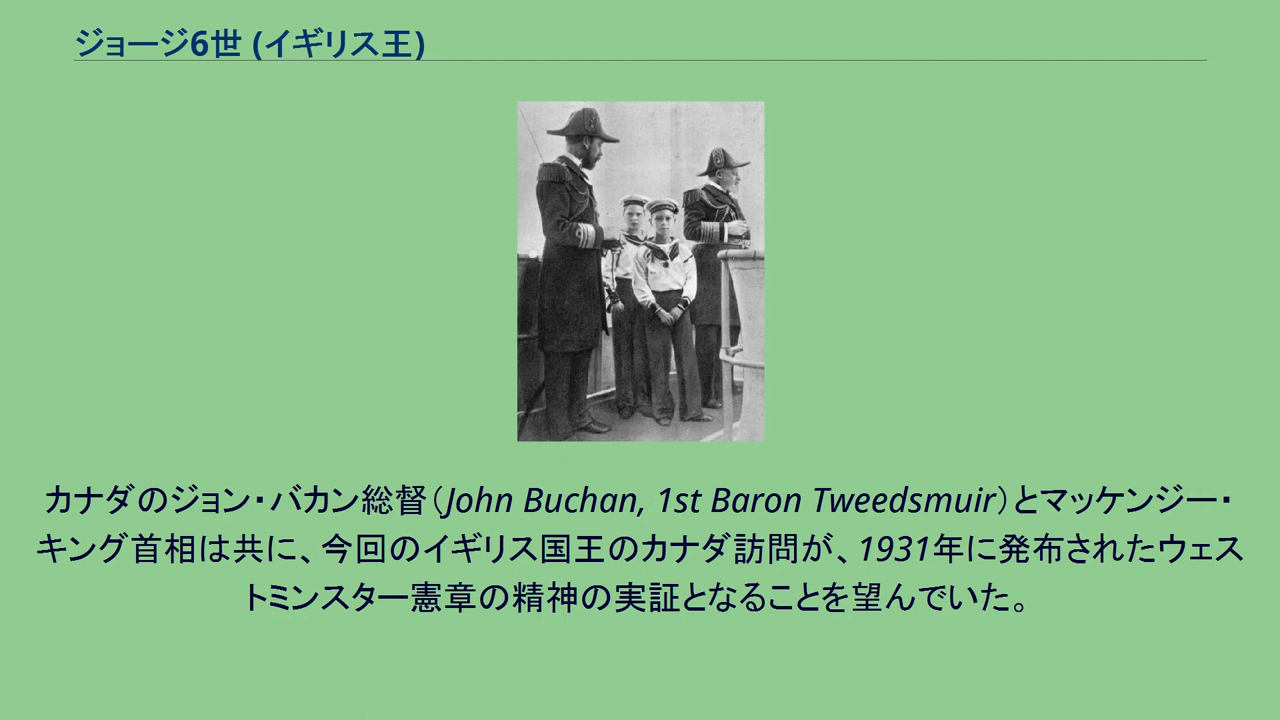 ジョージ6世 (イギリス王)
カナダのジョン・バカン総督（John Buchan, 1st Baron Tweedsmuir）とマッケンジー・
キング首相は共に、今回のイギリス国王のカナダ訪問が、1931年に発布されたウェス
トミンスター憲章の精神の実証となることを望んでいた。